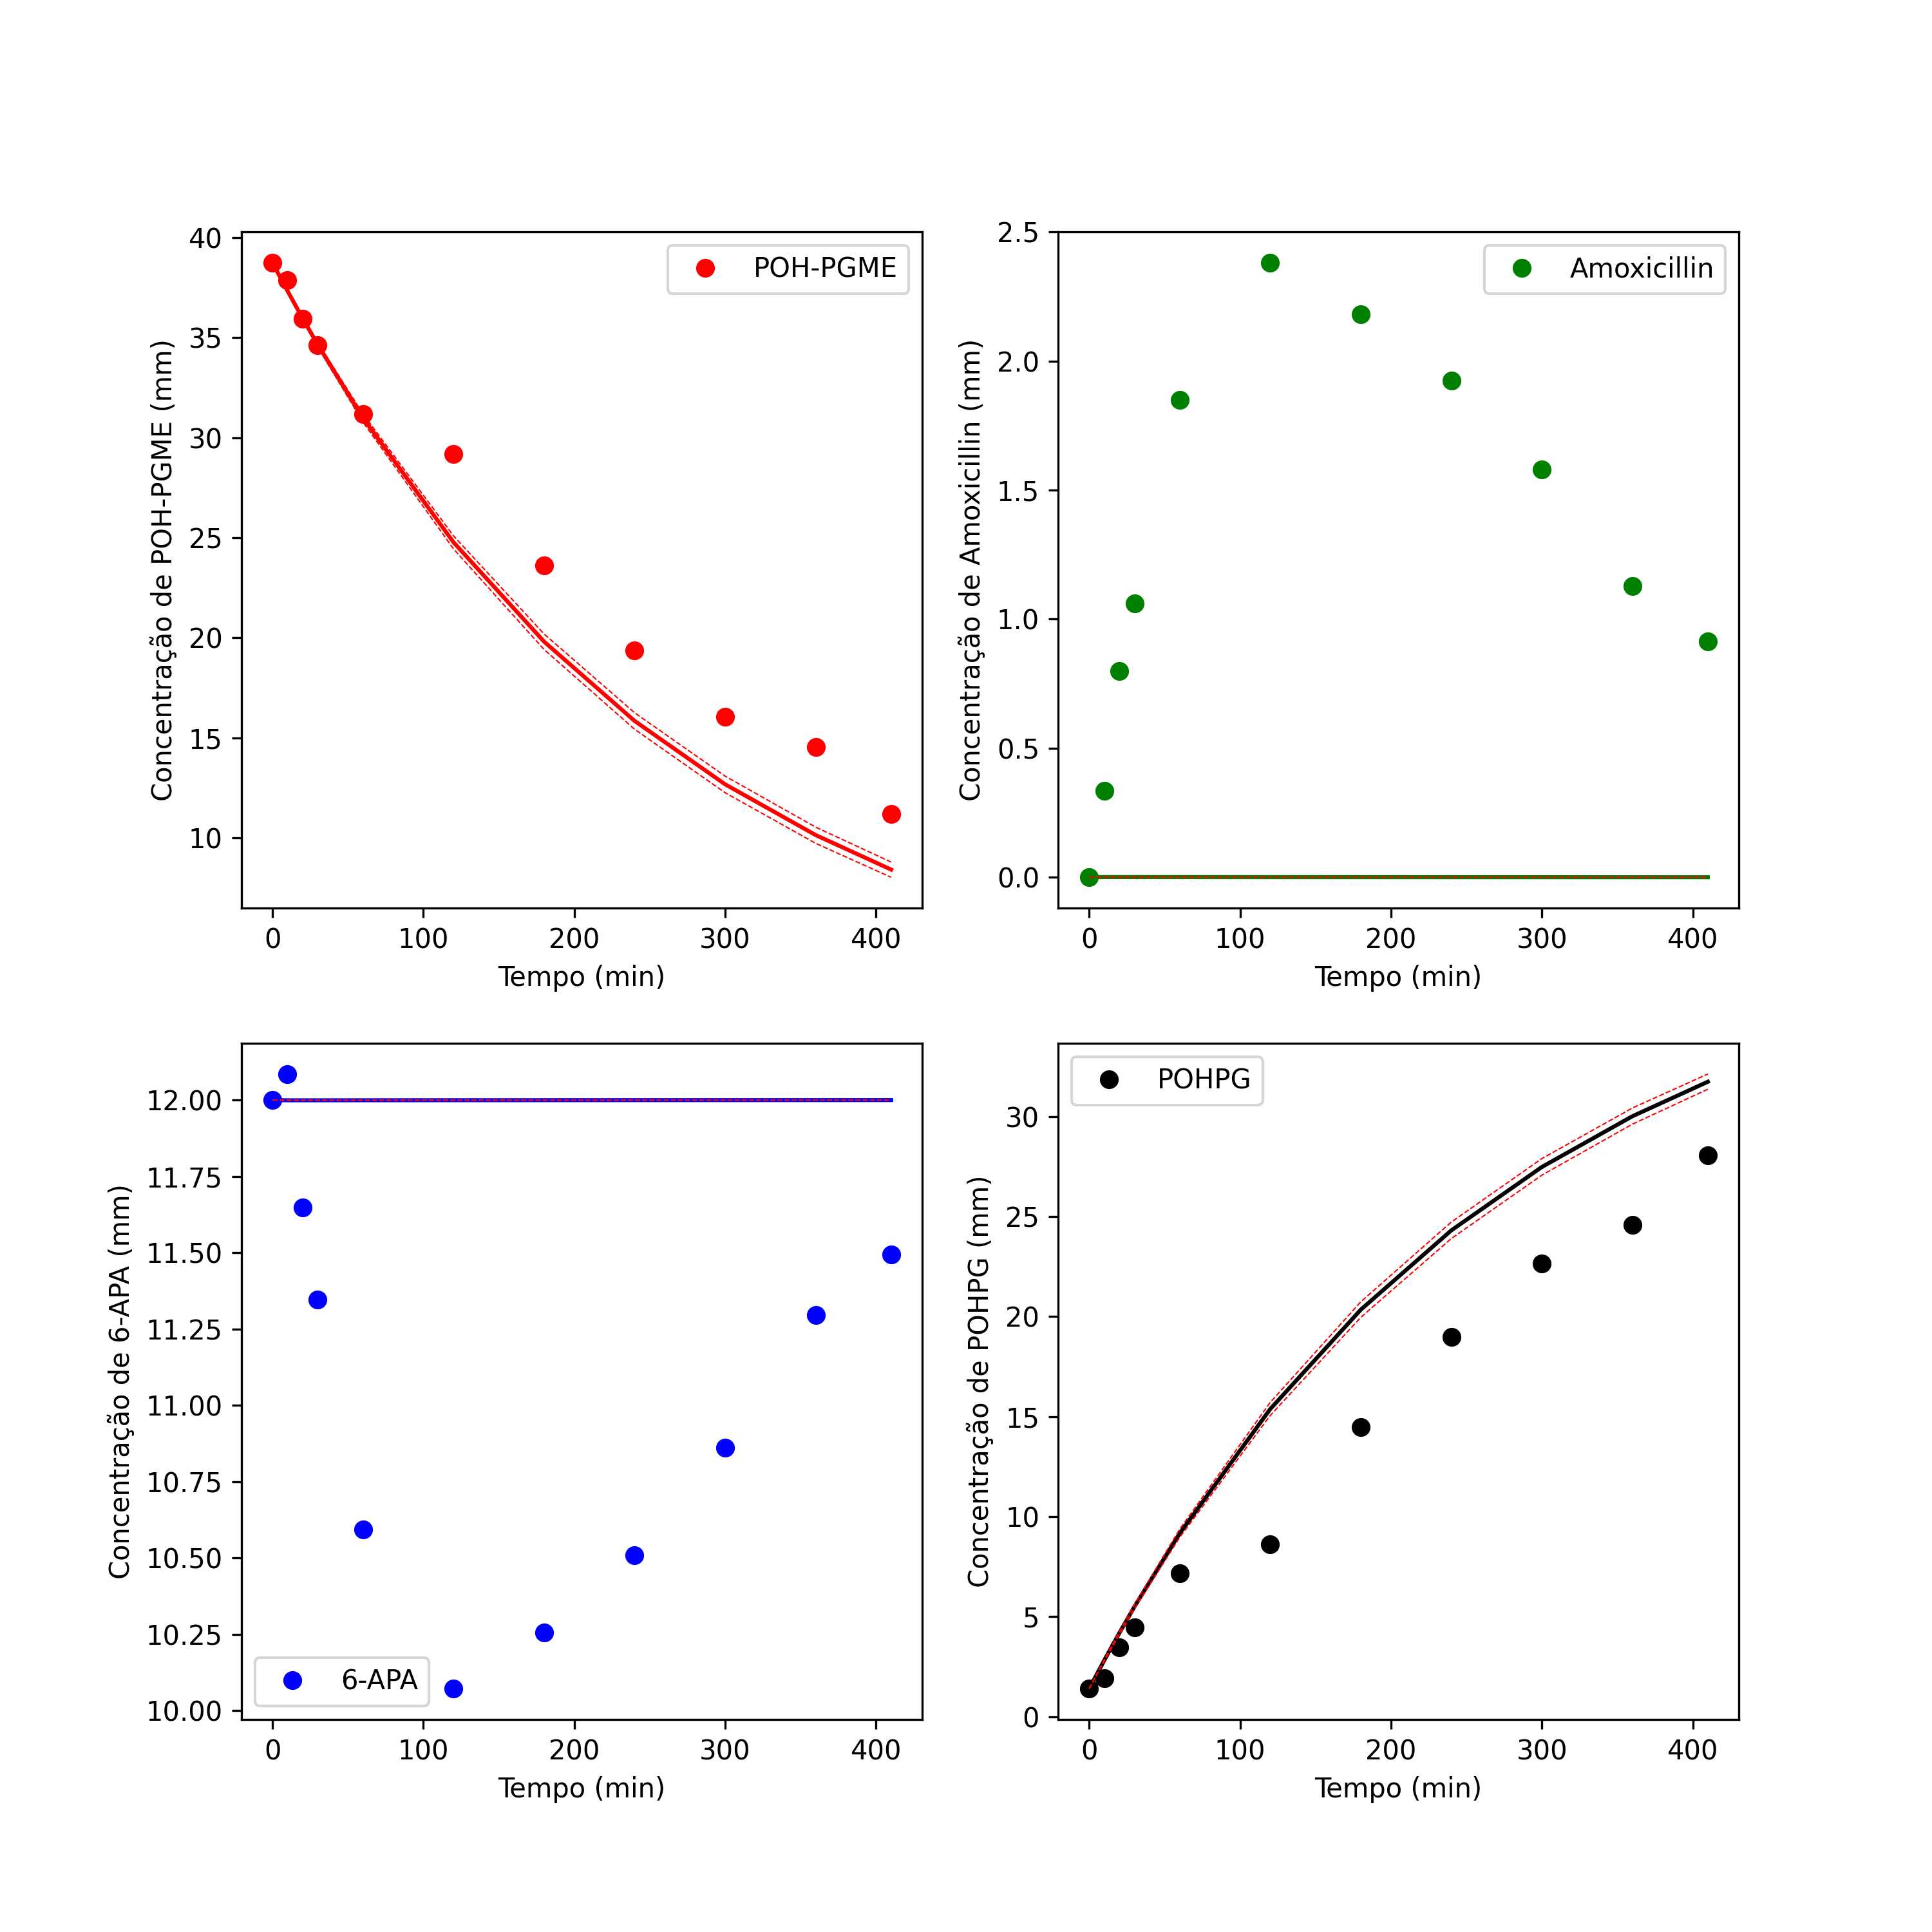 POH-PGME
Concentração de POH-PGME (mm)
40
35
30
25
20
15
10
0 100 200 300 400
Tempo (min)
Amoxicillin
Concentração de Amoxicillin (mm)
2.5
2.0
1.5
1.0
0.5
0.0
0 100 200 300 400
Tempo (min)
6-APA
Concentração de 6-APA (mm)
12.00
11.75
11.50
11.25
11.00
10.75
10.50
10.25
10.00
0 100 200 300 400
Tempo (min)
POHPG
Concentração de POHPG (mm)
30
25
20
15
10
5
0
0 100 200 300 400
Tempo (min)